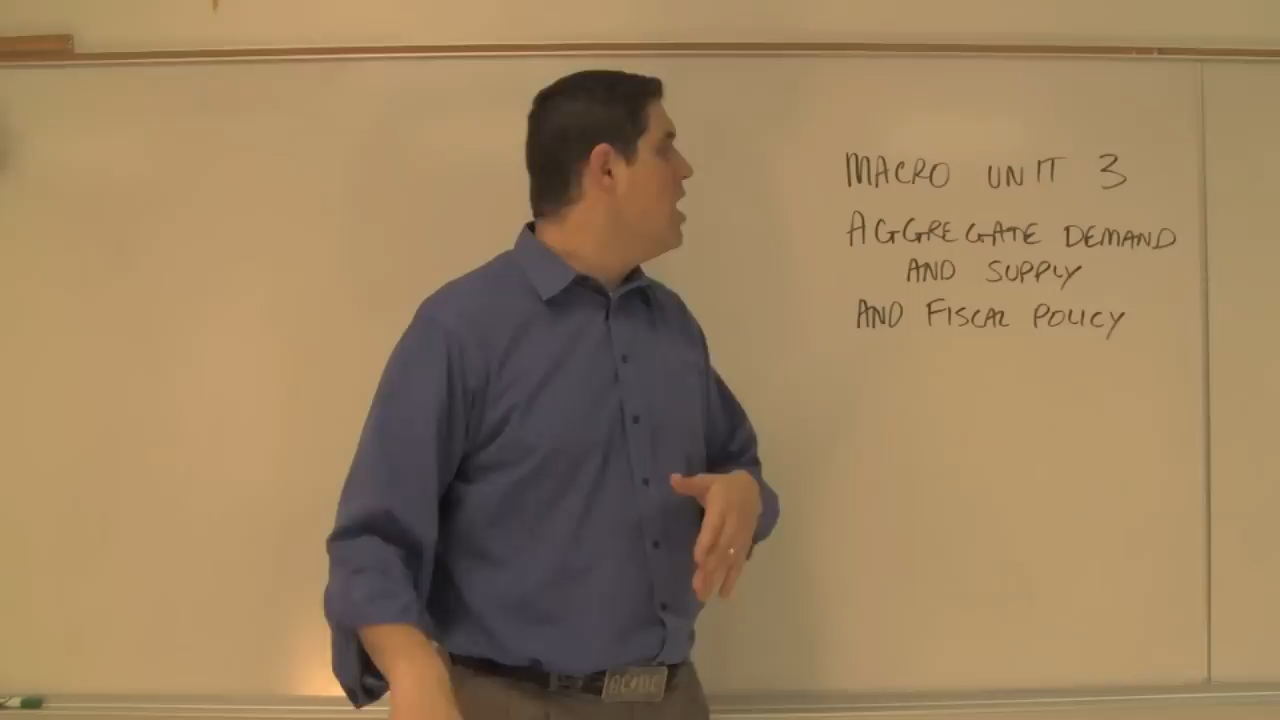 MACRO UNIT 3
AGGREGATE DEMAND
AND SUPPLY
AND FISCAL POLICY